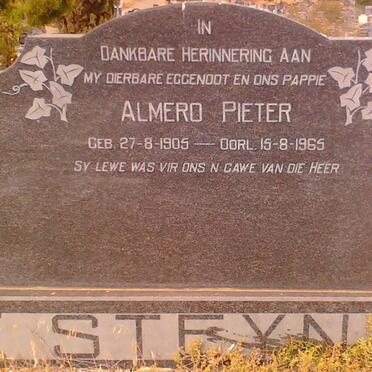 IN
DANKBARE HERINNERING AAN
MY DIERBARE EGGENOOT EN ONS PAPPIE
ALMERO PIETER
GEB. 27-8-1905 — OORL. 15-8-1965
SY LEWE WAS VIR ONS N GAWE VAN DIE HEER
STEYN